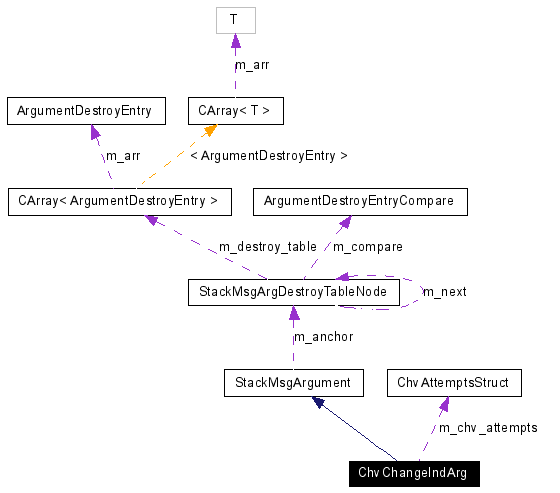 T
m_arr
ArgumentDestroyEntry
CArray< T >
m_arr
< ArgumentDestroyEntry >
CArray< ArgumentDestroyEntry >
ArgumentDestroyEntryCompare
m_destroy_table
m_compare
StackMsgArgDestroyTableNode
m_next
m_anchor
StackMsgArgument
ChvAttemptsStruct
m_chv_attempts
ChvChangeIndArg